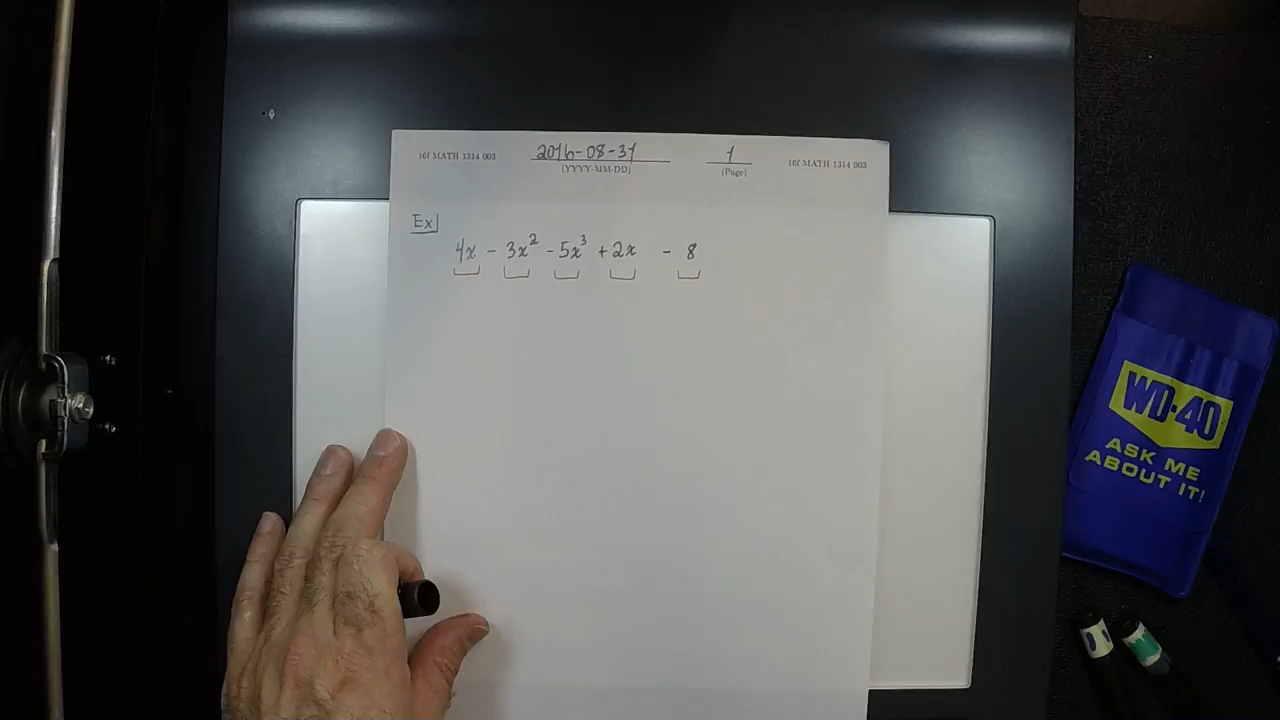 16f MATH 1314 003 2016-08-31 1 16f MATH 1314 003
(YYYY-MM-DD) (Page)
Ex
4x - 3x² - 5x³ + 2x - 8
WD-40
ASK ME
ABOUT IT!